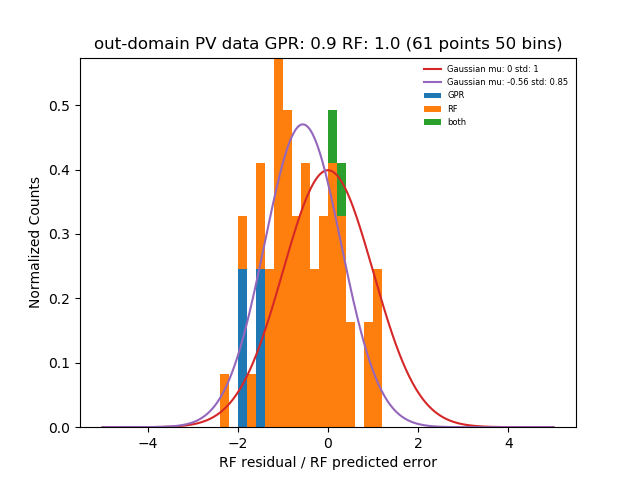 out-domain PV data GPR: 0.9 RF: 1.0 (61 points 50 bins)
Gaussian mu: 0 std: 1
Gaussian mu: -0.56 std: 0.85
GPR
RF
both
Normalized Counts
0.5
0.4
0.3
0.2
0.1
0.0
−4 −2 0 2 4
RF residual / RF predicted error